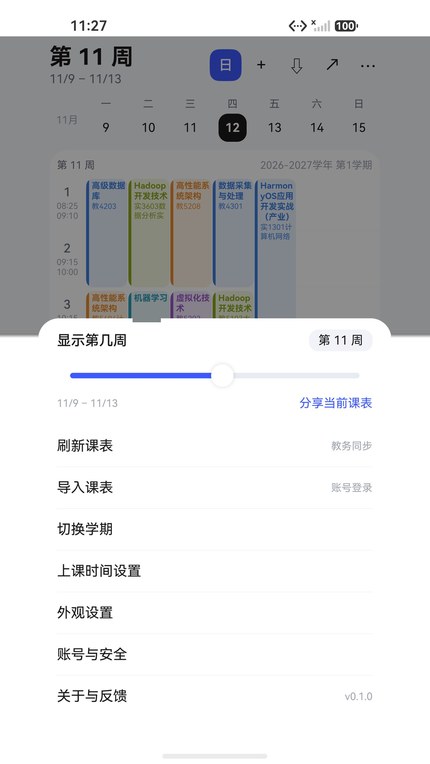 11:27
100
第 11 周
11/9 – 11/13
日
一 二 三 四 五 六 日
11月
9 10 11 12 13 14 15
第 11 周
2026-2027学年 第1学期
1
08:25
09:10
高级数据库
教4203
Hadoop开发技术
实3603数据分析实
高性能系统架构
教5208
数据采集与处理
教4301
HarmonyOS应用开发实战（产业）
实1301计算机网络
2
09:15
10:00
3
高性能系统架构
机器学习
虚拟化技术
Hadoop开发技术
显示第几周
第 11 周
11/9 – 11/13
分享当前课表
刷新课表
教务同步
导入课表
账号登录
切换学期
上课时间设置
外观设置
账号与安全
关于与反馈
v0.1.0